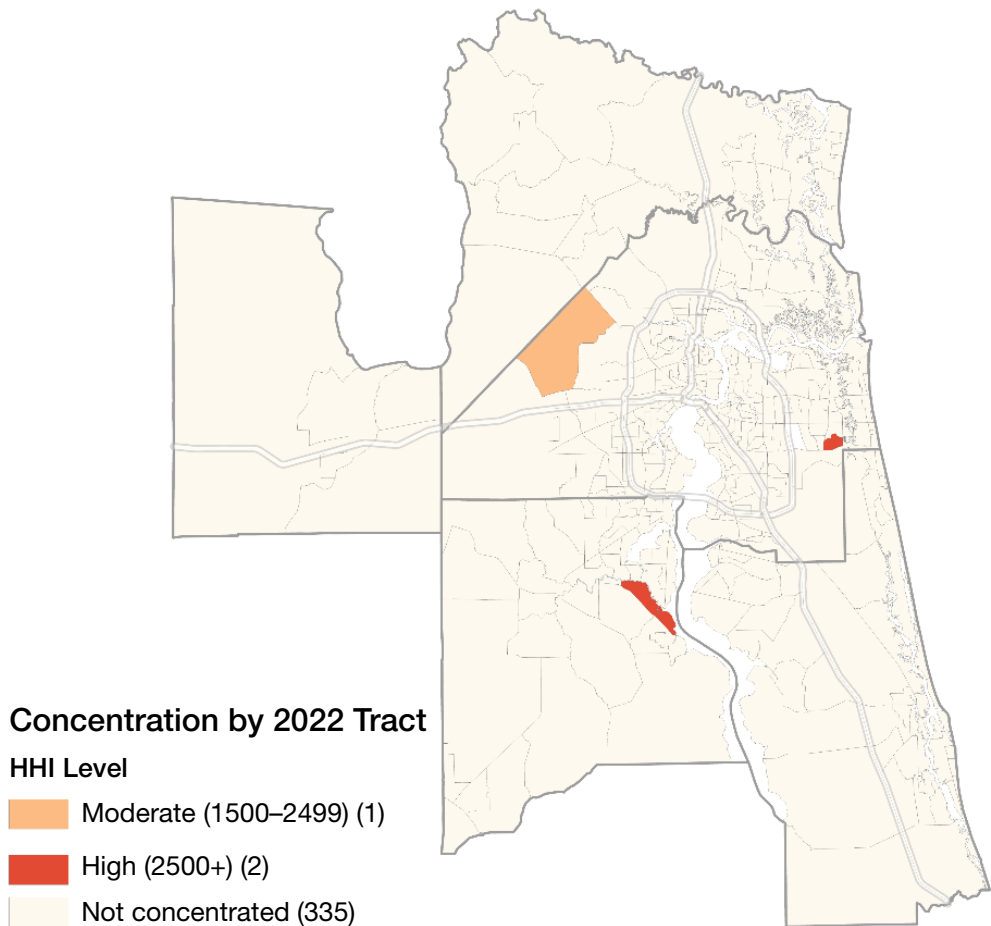 Concentration by 2022 Tract
HHI Level
Moderate (1500–2499) (1)
High (2500+) (2)
Not concentrated (335)